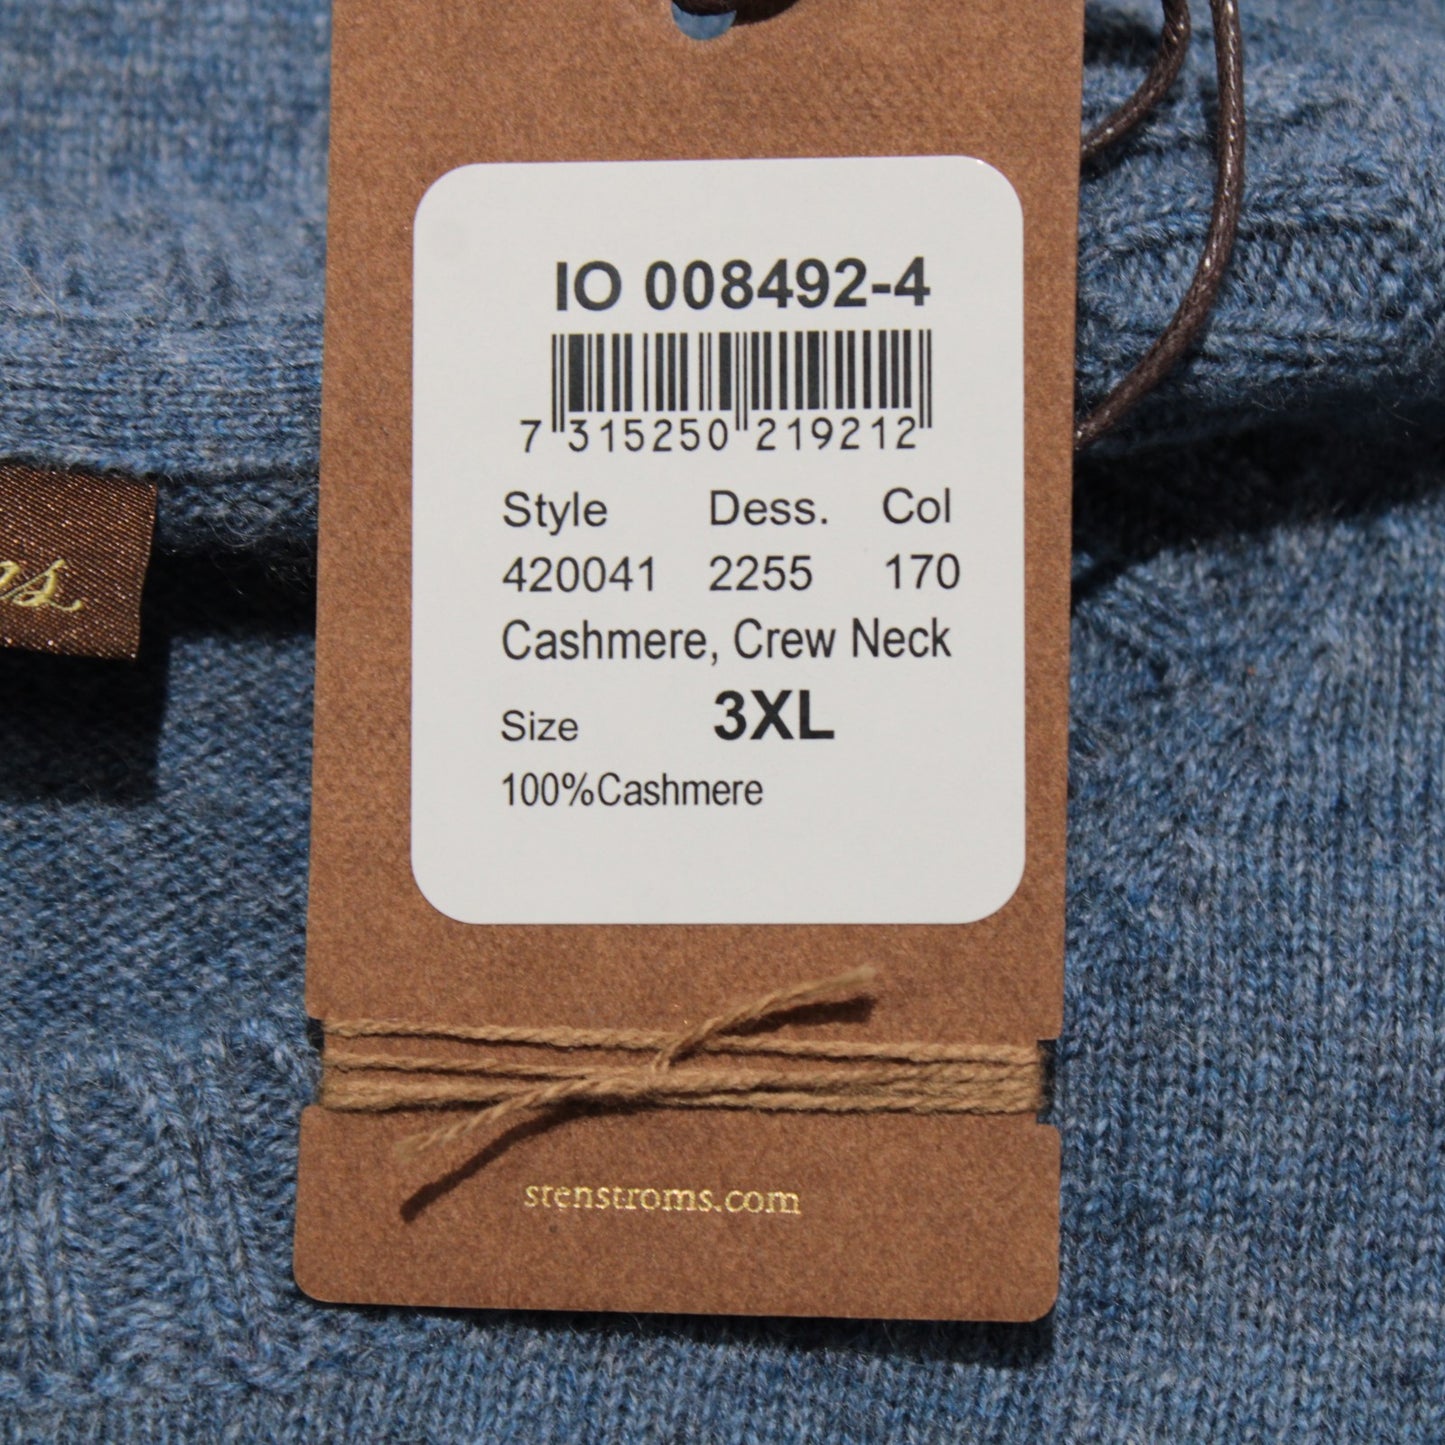 IO 008492-4
7 315250 219212
Style Dess. Col
420041 2255 170
Cashmere, Crew Neck
Size 3XL
100%Cashmere
stenstroms.com